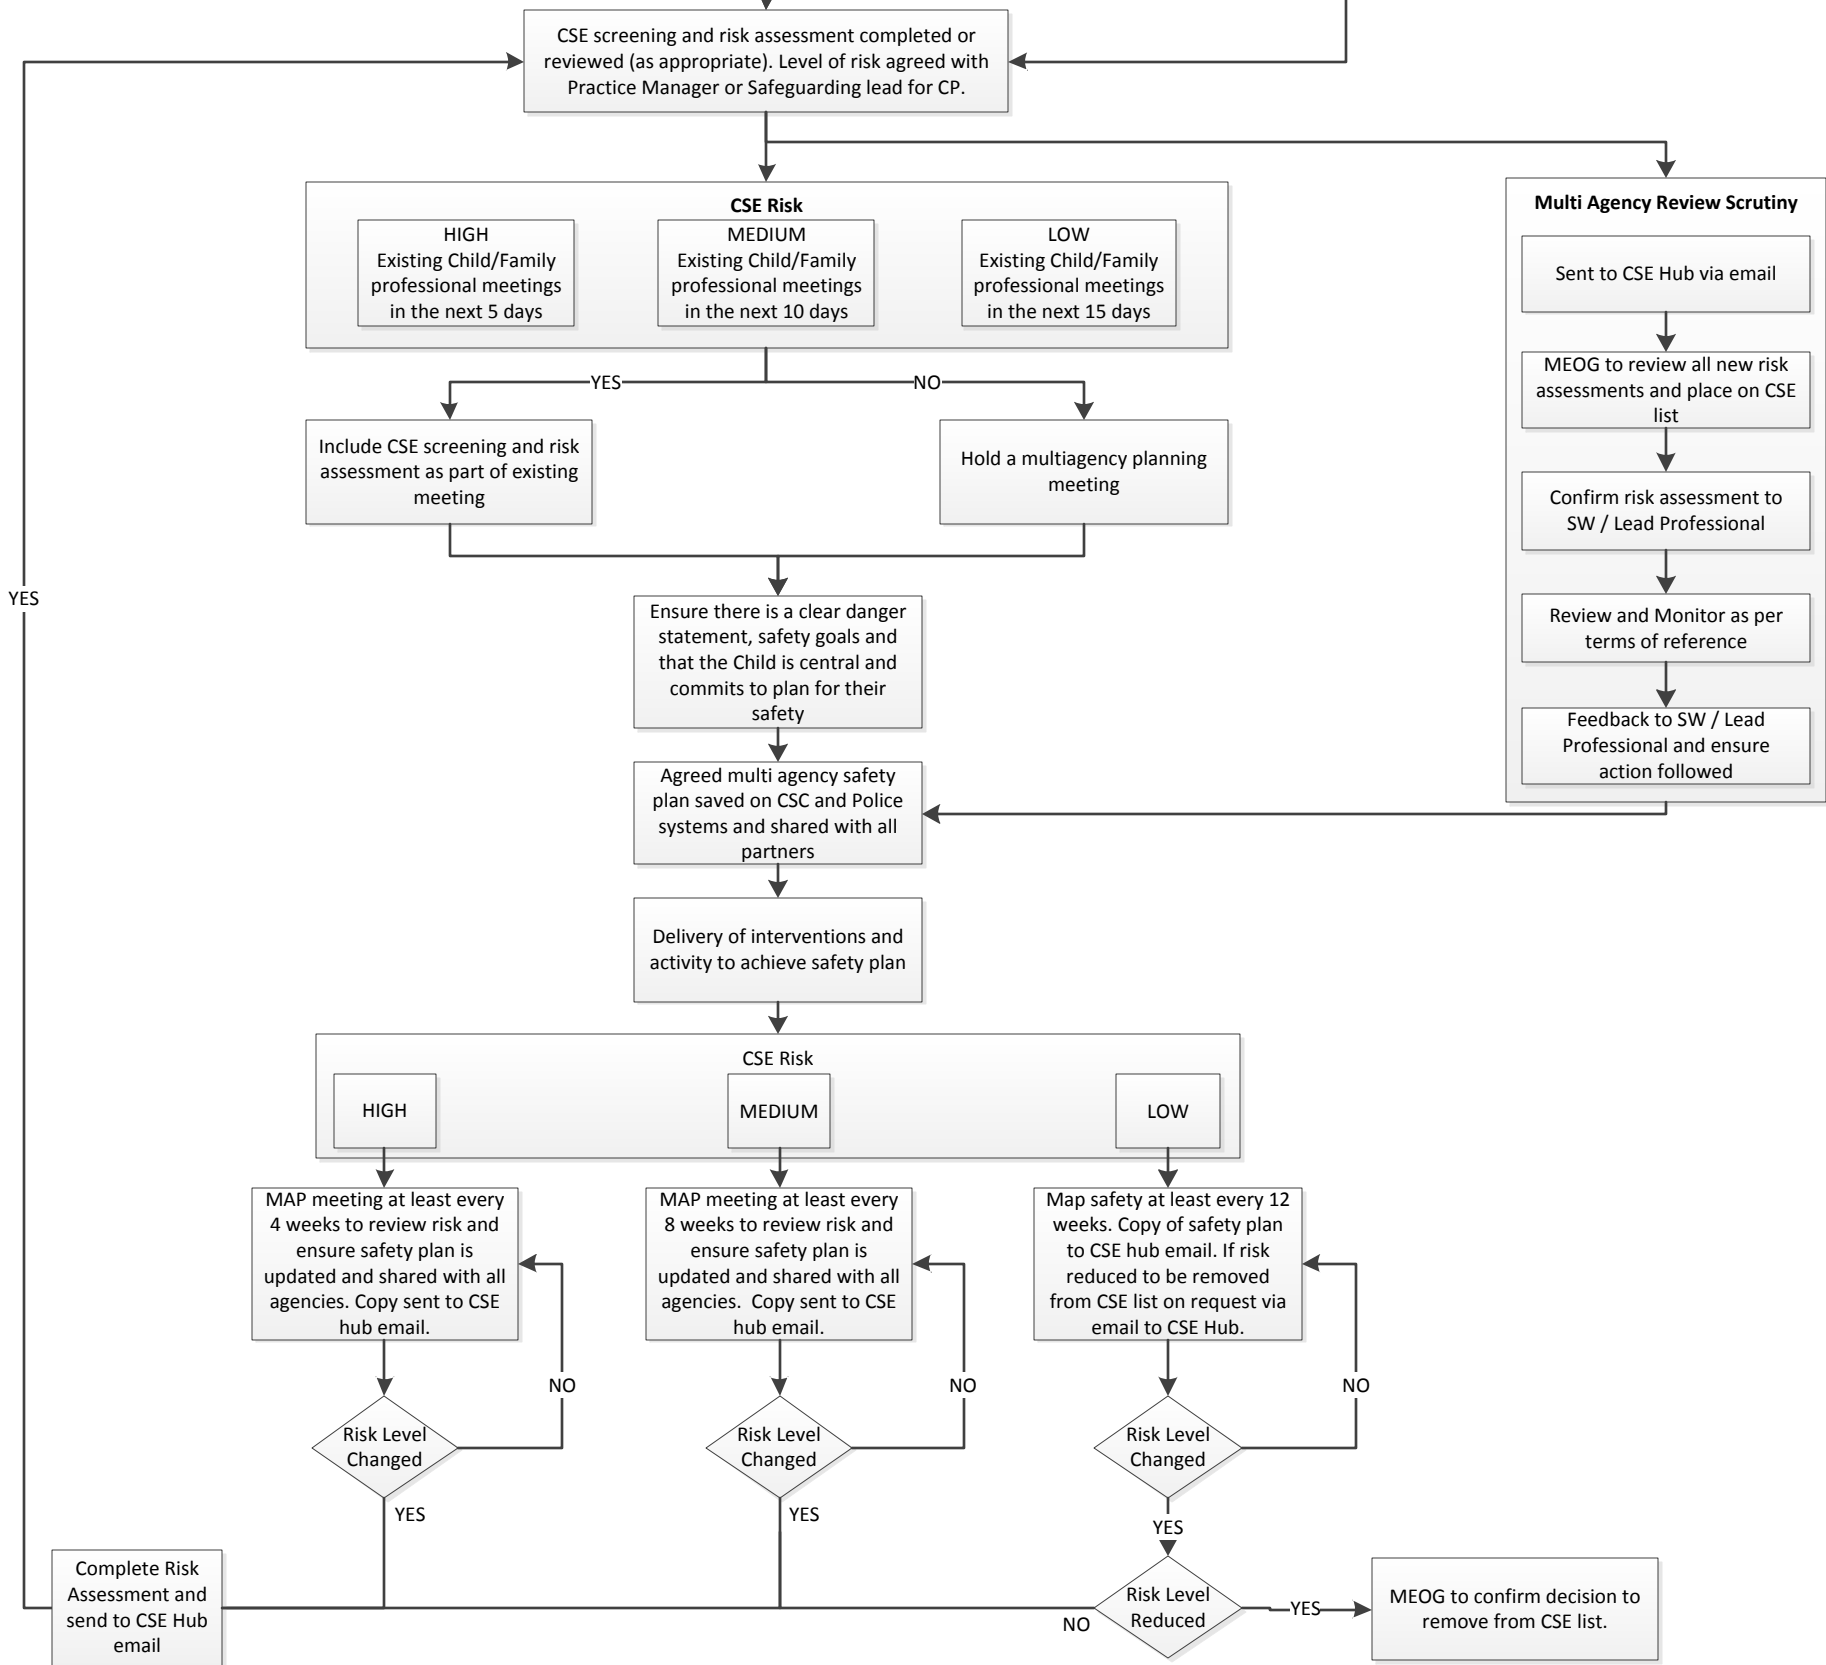 CSE screening and risk assessment completed or
reviewed (as appropriate). Level of risk agreed with
Practice Manager or Safeguarding lead for CP.
CSE Risk
HIGH
Existing Child/Family
professional meetings
in the next 5 days
MEDIUM
Existing Child/Family
professional meetings
in the next 10 days
LOW
Existing Child/Family
professional meetings
in the next 15 days
Multi Agency Review Scrutiny
Sent to CSE Hub via email
MEOG to review all new risk
assessments and place on CSE
list
Confirm risk assessment to
SW / Lead Professional
Review and Monitor as per
terms of reference
Feedback to SW / Lead
Professional and ensure
action followed
YES
NO
Include CSE screening and risk
assessment as part of existing
meeting
Hold a multiagency planning
meeting
YES
Ensure there is a clear danger
statement, safety goals and
that the Child is central and
commits to plan for their
safety
Agreed multi agency safety
plan saved on CSC and Police
systems and shared with all
partners
Delivery of interventions and
activity to achieve safety plan
CSE Risk
HIGH
MEDIUM
LOW
MAP meeting at least every
4 weeks to review risk and
ensure safety plan is
updated and shared with all
agencies. Copy sent to CSE
hub email.
MAP meeting at least every
8 weeks to review risk and
ensure safety plan is
updated and shared with all
agencies.  Copy sent to CSE
hub email.
Map safety at least every 12
weeks. Copy of safety plan
to CSE hub email. If risk
reduced to be removed
from CSE list on request via
email to CSE Hub.
NO
NO
NO
Risk Level
Changed
Risk Level
Changed
Risk Level
Changed
YES
YES
YES
Complete Risk
Assessment and
send to CSE Hub
email
NO
Risk Level
Reduced
YES
MEOG to confirm decision to
remove from CSE list.